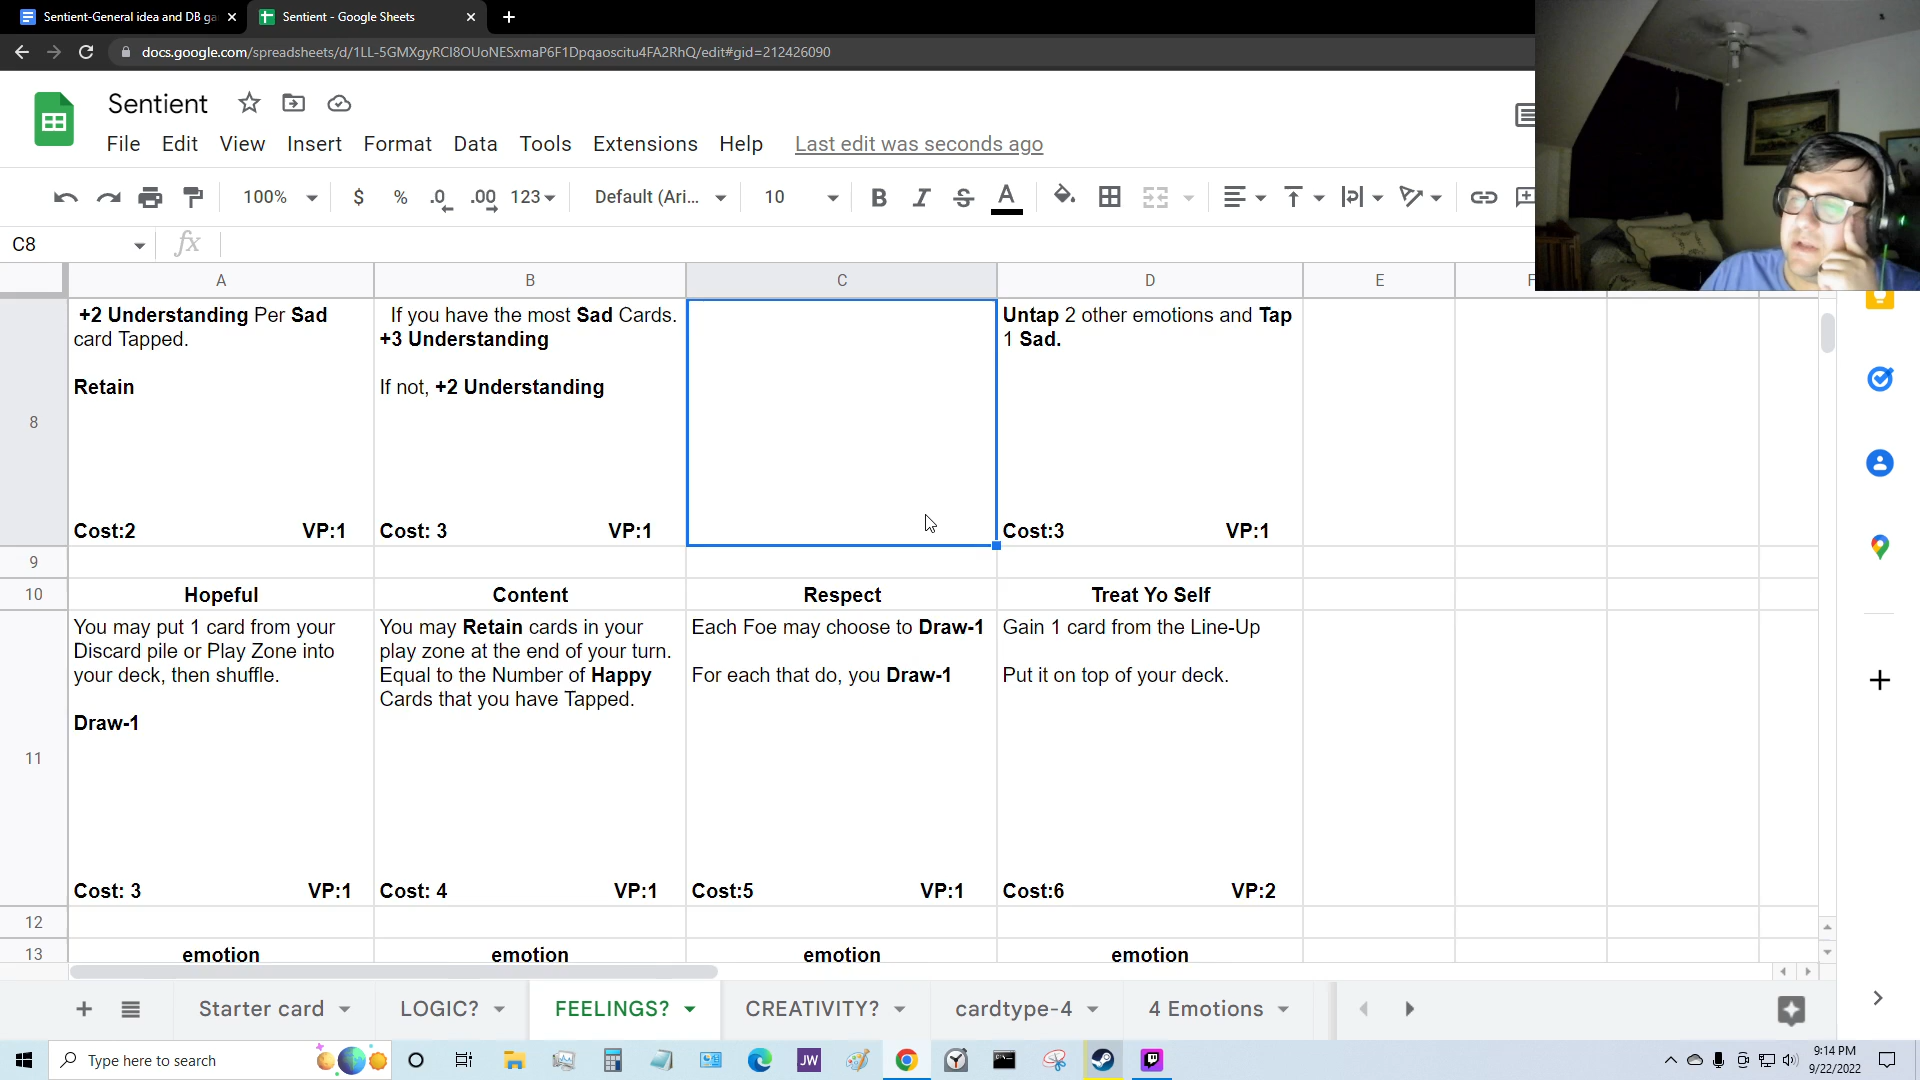 Sentient-General idea and DB ga
Sentient - Google Sheets
docs.google.com/spreadsheets/d/1LL-5GMXgyRCI8OUoNESxmaP6F1Dpqaoscitu4FA2RhQ/edit#gid=212426090
Sentient
File Edit View Insert Format Data Tools Extensions Help Last edit was seconds ago
100% $ % .0 .00 123 Default (Ari... 10 B I S A
C8 fx
A B C D E F
8
+2 Understanding Per Sad
card Tapped.
Retain
Cost:2 VP:1
If you have the most Sad Cards.
+3 Understanding
If not, +2 Understanding
Cost: 3 VP:1
Untap 2 other emotions and Tap
1 Sad.
Cost:3 VP:1
9
10 Hopeful Content Respect Treat Yo Self
11
You may put 1 card from your
Discard pile or Play Zone into
your deck, then shuffle.
Draw-1
Cost: 3 VP:1
You may Retain cards in your
play zone at the end of your turn.
Equal to the Number of Happy
Cards that you have Tapped.
Cost: 4 VP:1
Each Foe may choose to Draw-1
For each that do, you Draw-1
Cost:5 VP:1
Gain 1 card from the Line-Up
Put it on top of your deck.
Cost:6 VP:2
12
13 emotion emotion emotion emotion
Starter card LOGIC? FEELINGS? CREATIVITY? cardtype-4 4 Emotions
Type here to search
JW
9:14 PM
9/22/2022